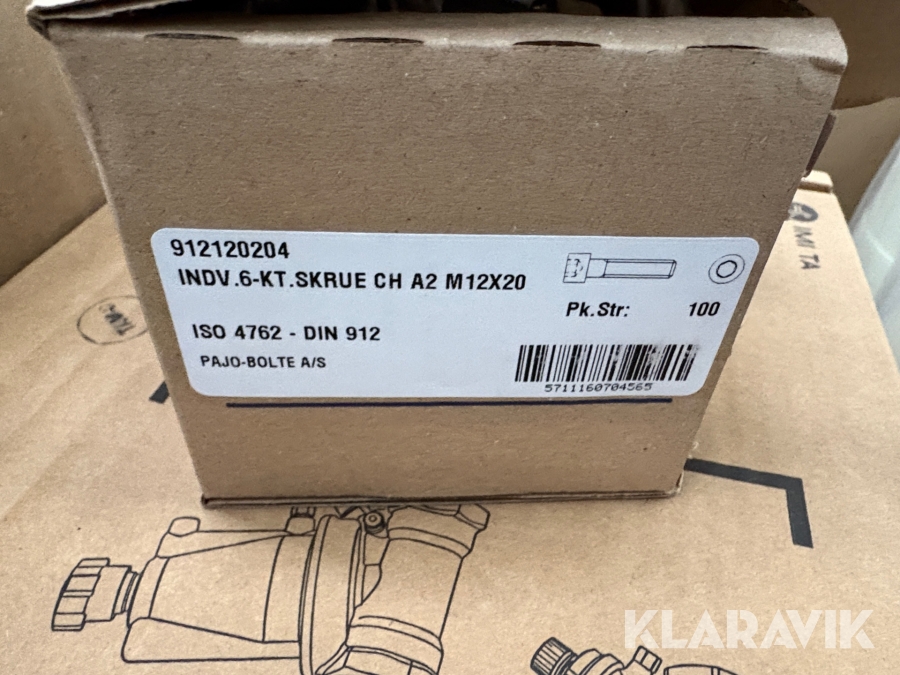 912120204
INDV.6-KT.SKRUE CH A2 M12X20
Pk.Str: 100
ISO 4762 - DIN 912
PAJO-BOLTE A/S
5711160704565
IMI TA
KLARAVIK